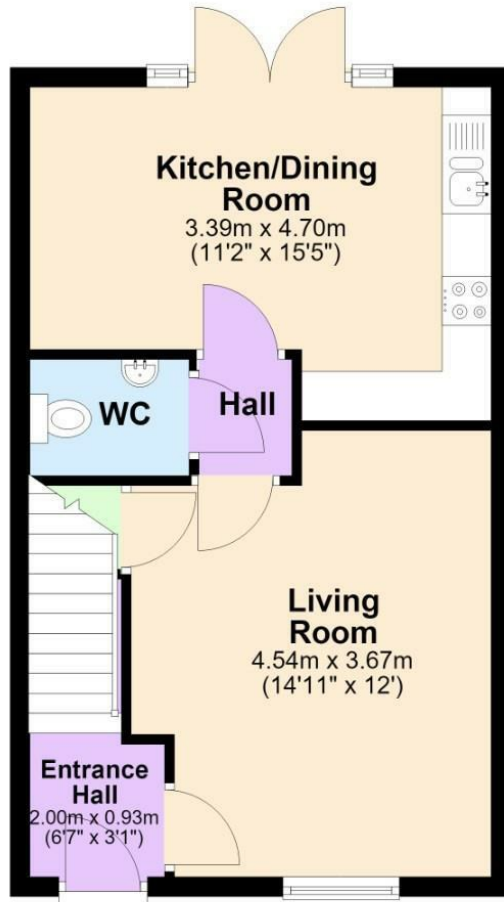 Kitchen/Dining
Room
3.39m x 4.70m
(11'2" x 15'5")
WC
Hall
Living
Room
4.54m x 3.67m
(14'11" x 12')
Entrance
Hall
2.00m x 0.93m
(6'7" x 3'1")